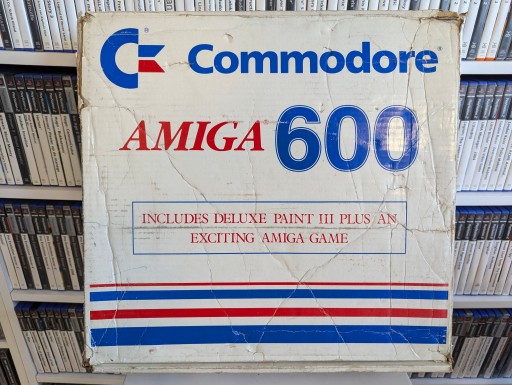 Commodore
AMIGA 600
INCLUDES DELUXE PAINT III PLUS AN
EXCITING AMIGA GAME